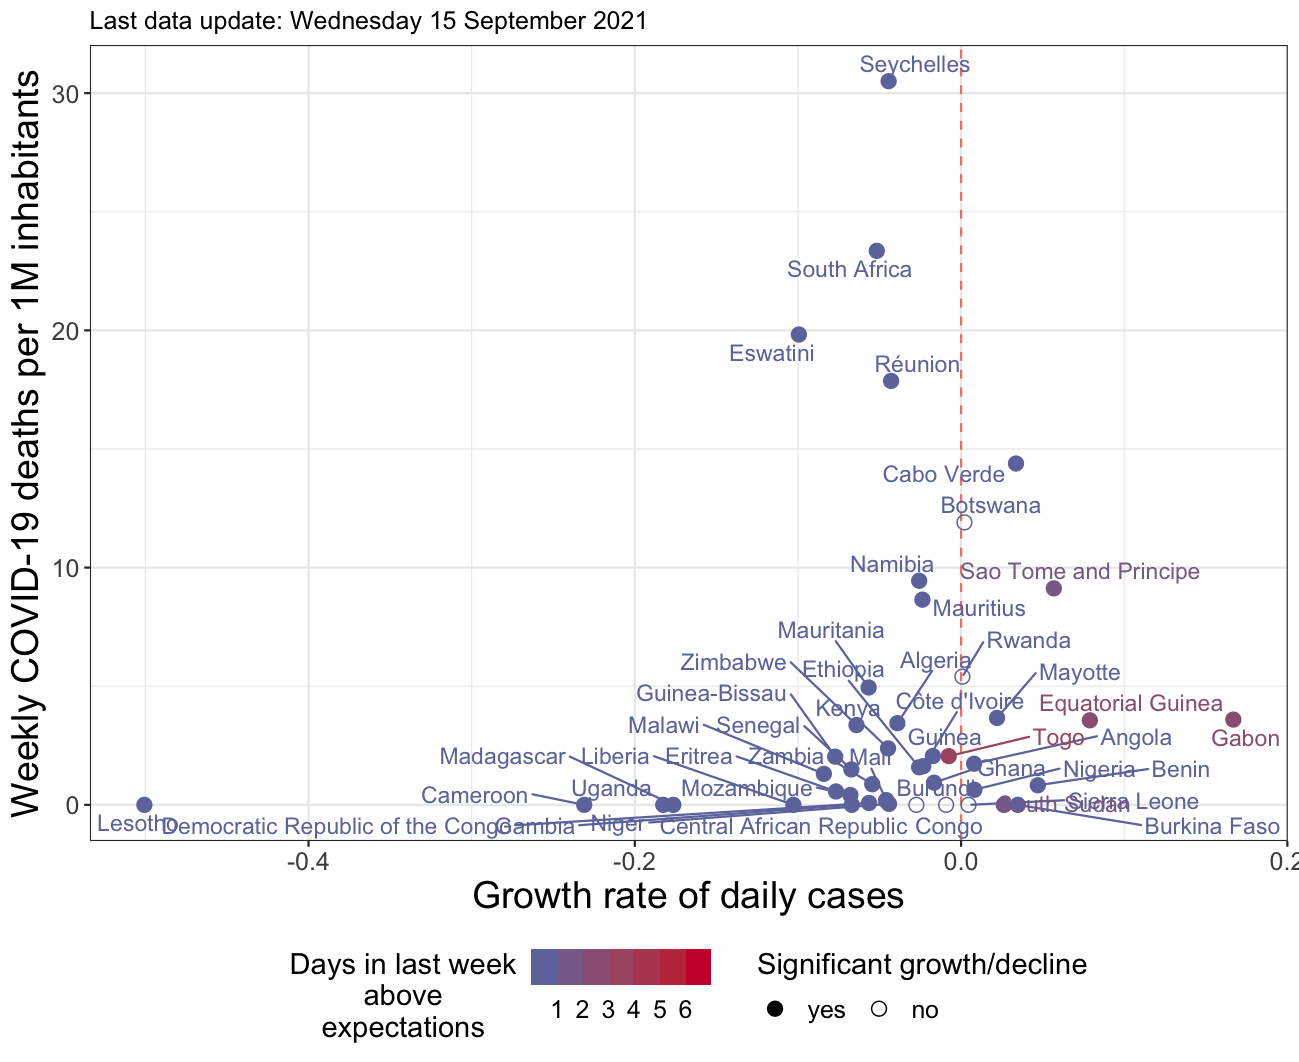 Last data update: Wednesday 15 September 2021
Weekly COVID-19 deaths per 1M inhabitants
30
20
10
0
Seychelles
South Africa
Eswatini
Réunion
Cabo Verde
Botswana
Namibia
Sao Tome and Principe
Mauritius
Mauritania
Rwanda
Zimbabwe
Ethiopia
Algeria
Mayotte
Guinea-Bissau
Kenya
Côte d'Ivoire
Equatorial Guinea
Malawi
Senegal
Guinea
Togo
Angola
Gabon
Madagascar
Liberia
Eritrea
Zambia
Mali
Ghana
Nigeria
Benin
Cameroon
Uganda
Mozambique
Burundi
South Sudan
Sierra Leone
Lesotho
Democratic Republic of the Congo
Gambia
Niger
Central African Republic
Congo
Burkina Faso
-0.4
-0.2
0.0
0.2
Growth rate of daily cases
Days in last week
above
expectations
1 2 3 4 5 6
Significant growth/decline
yes
no